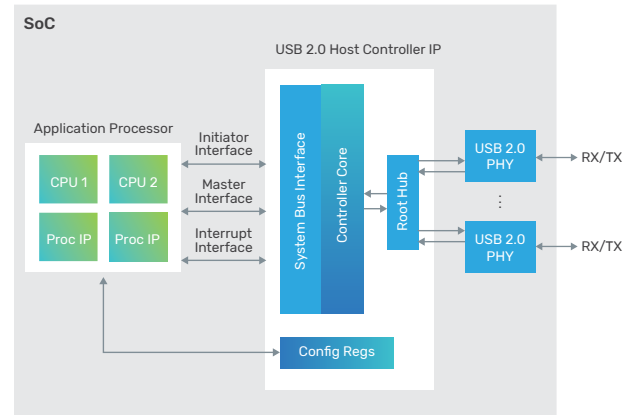 SoC
USB 2.0 Host Controller IP
Application Processor
CPU 1
CPU 2
Proc IP
Proc IP
Initiator
Interface
Master
Interface
Interrupt
Interface
System Bus Interface
Controller Core
Root Hub
USB 2.0
PHY
RX/TX
⋮
USB 2.0
PHY
RX/TX
Config Regs